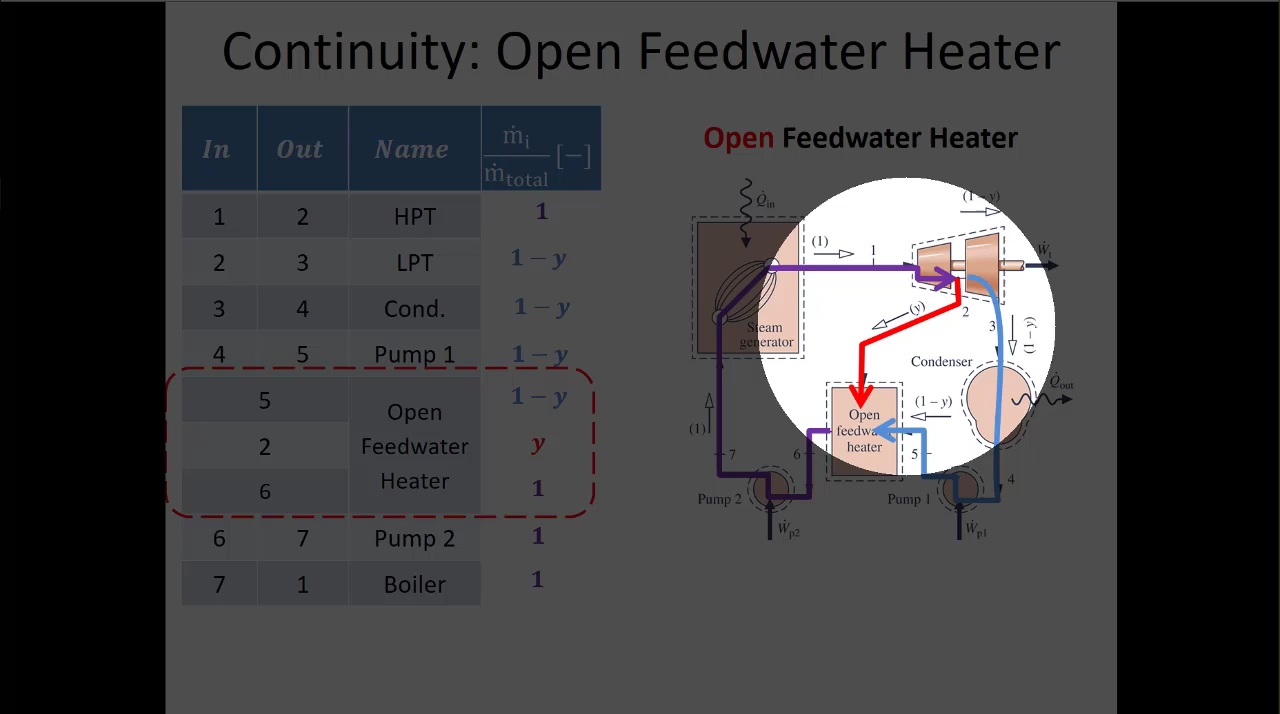 Continuity: Open Feedwater Heater
In Out Name ṁi/ṁtotal [−]
1 2 HPT 1
2 3 LPT 1 − y
3 4 Cond. 1 − y
4 5 Pump 1 1 − y
5 1 − y
2 y
6 1
Open
Feedwater
Heater
6 7 Pump 2 1
7 1 Boiler 1
Open Feedwater Heater
Q̇in
(1)
1
(1 − y)
Ẇt
(y)
2
3
(1 − y)
Steam
generator
Condenser
Q̇out
(1 − y)
Open
feedwa
heater
(1)
7
6
5
4
Pump 2
Pump 1
Ẇp2
Ẇp1